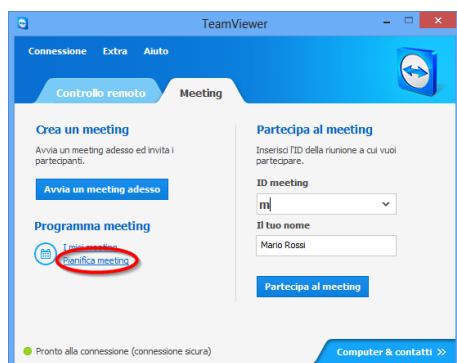 TeamViewer
Connessione Extra Aiuto
Controllo remoto
Meeting
Crea un meeting
Avvia un meeting adesso ed invita i
partecipanti.
Avvia un meeting adesso
Programma meeting
I miei meeting
Pianifica meeting
Partecipa al meeting
Inserisci l'ID della riunione a cui vuoi
partecipare.
ID meeting
m
Il tuo nome
Mario Rossi
Partecipa al meeting
Pronto alla connessione (connessione sicura)
Computer & contatti >>